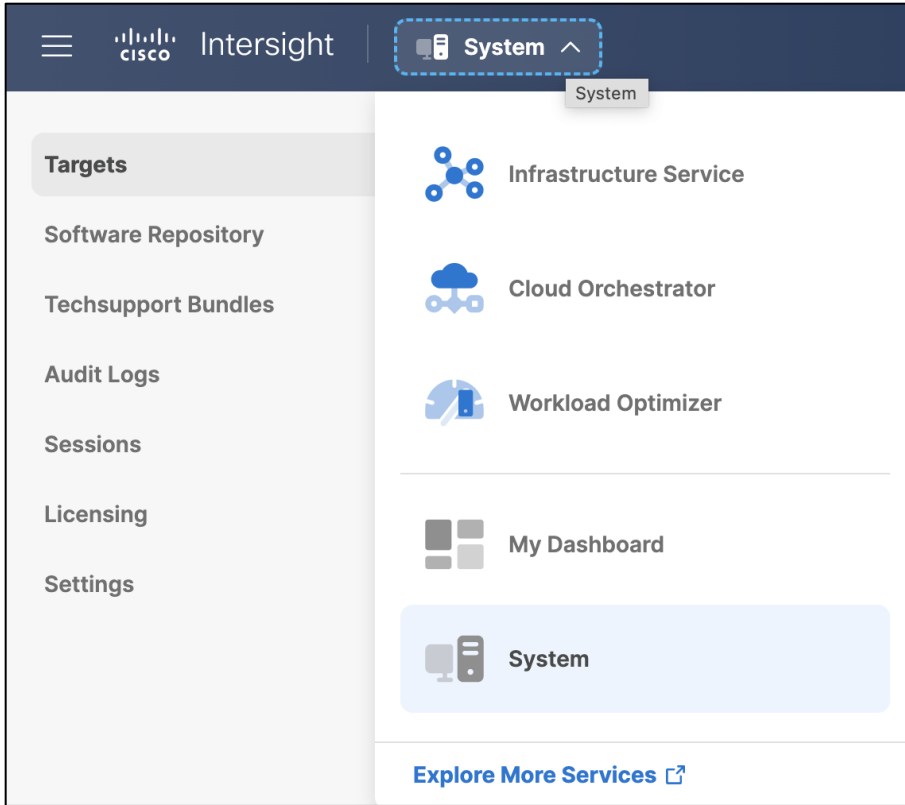 CISCO Intersight System
System
Targets
Software Repository
Techsupport Bundles
Audit Logs
Sessions
Licensing
Settings
Infrastructure Service
Cloud Orchestrator
Workload Optimizer
My Dashboard
System
Explore More Services